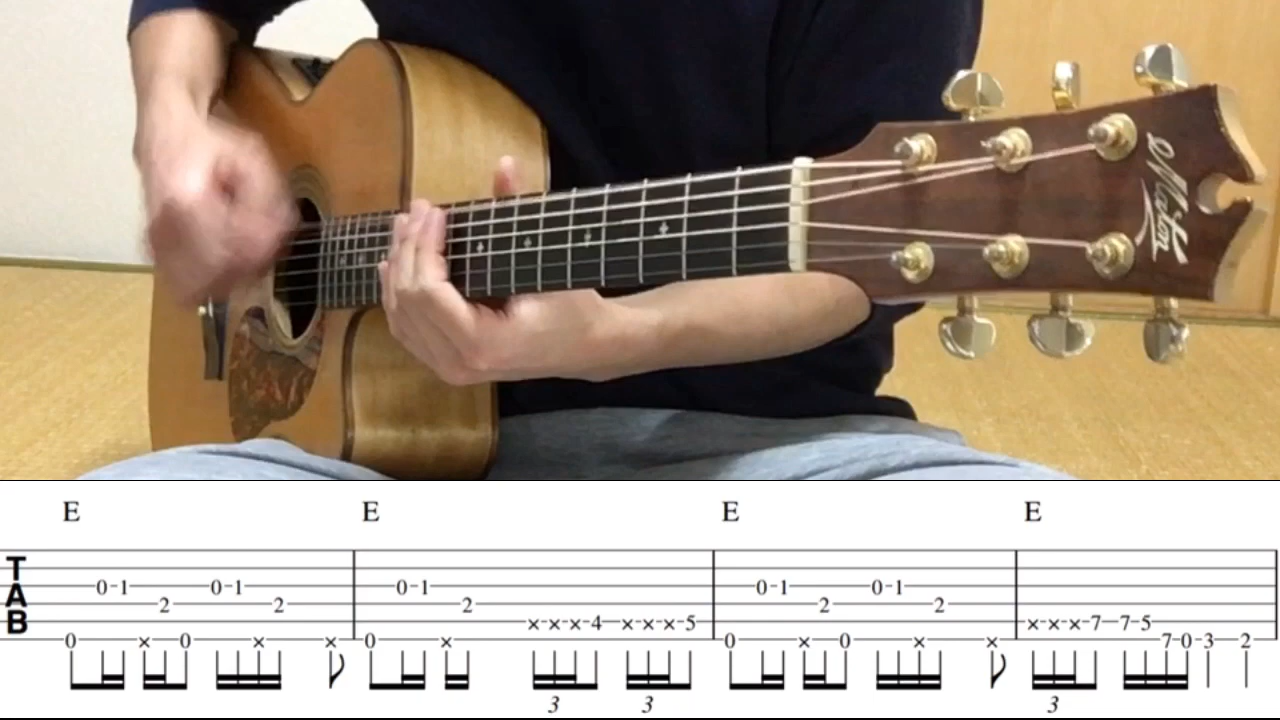 Maton
E E E E
T
A
B
0-1 0-1 0-1 0-1 0-1
2 2 2 2 2
×-×-×-4 ×-×-×-5 ×-×-×-7 7-5
0 × 0 × × 0 × 0 × 0 × × 7-0-3 2
3 3 3